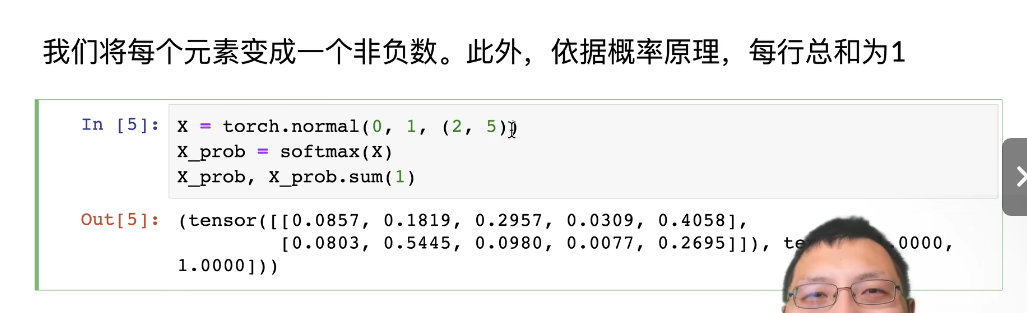 我们将每个元素变成一个非负数。此外，依据概率原理，每行总和为1
In [5]: X = torch.normal(0, 1, (2, 5))
X_prob = softmax(X)
X_prob, X_prob.sum(1)
Out[5]: (tensor([[0.0857, 0.1819, 0.2957, 0.0309, 0.4058],
[0.0803, 0.5445, 0.0980, 0.0077, 0.2695]]), te .0000,
1.0000]))